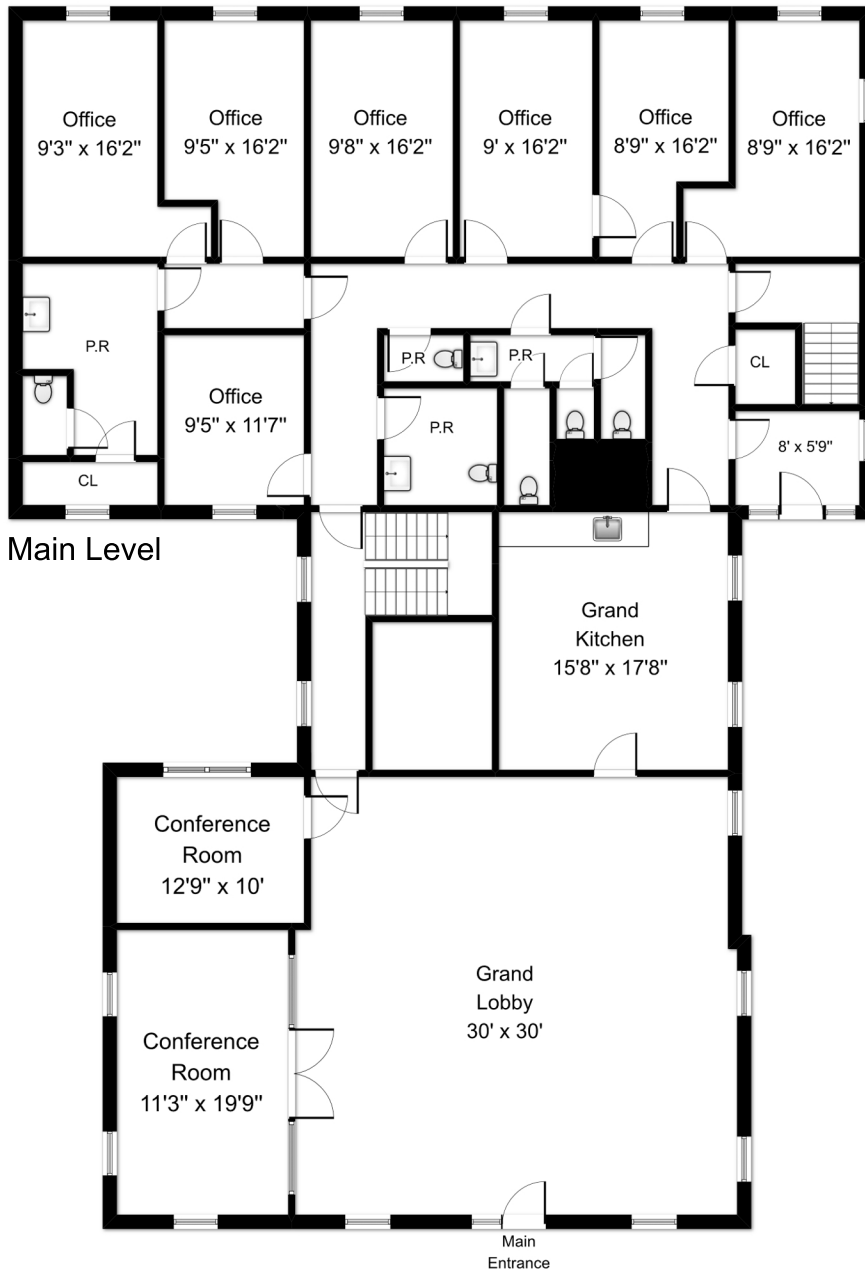 Office
9'3" x 16'2"
Office
9'5" x 16'2"
Office
9'8" x 16'2"
Office
9' x 16'2"
Office
8'9" x 16'2"
Office
8'9" x 16'2"
P.R
Office
9'5" x 11'7"
P.R
P.R
P.R
CL
8' x 5'9"
CL
Main Level
Grand
Kitchen
15'8" x 17'8"
Conference
Room
12'9" x 10'
Conference
Room
11'3" x 19'9"
Grand
Lobby
30' x 30'
Main
Entrance